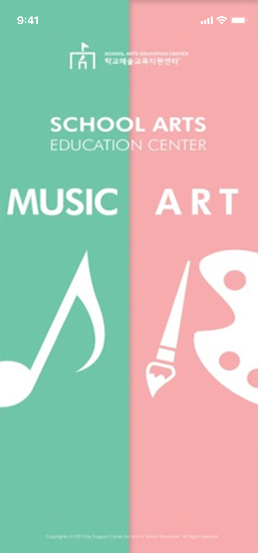 9:41
SCHOOL ARTS EDUCATION CENTER
학교예술교육지원센터
SCHOOL ARTS
EDUCATION CENTER
MUSIC ART